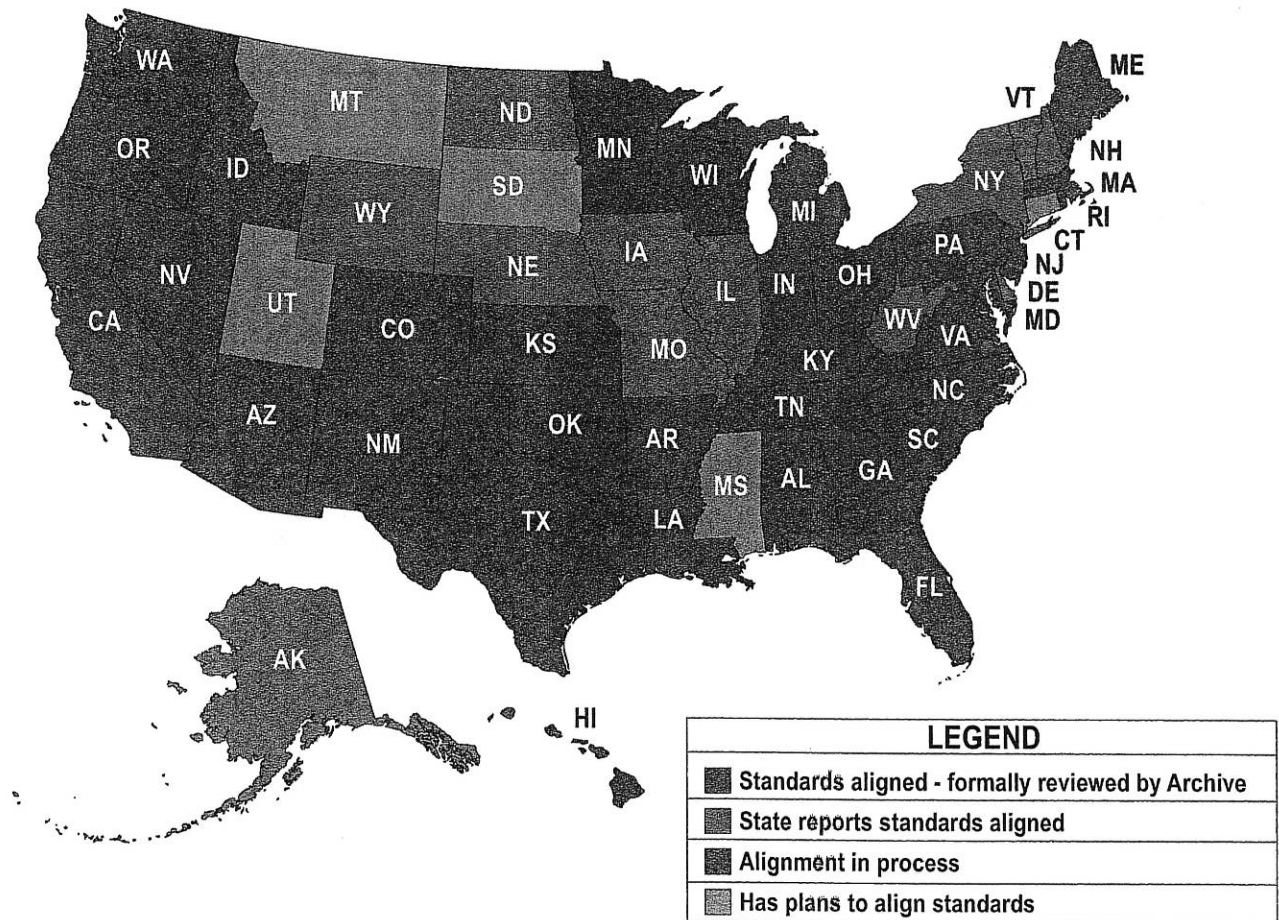 WA
MT
ND
MN
ME
VT
OR
ID
SD
WI
NH
NY
MA
WY
MI
RI
CT
IA
PA
NJ
NV
NE
OH
DE
UT
IL
IN
MD
CA
CO
WV
VA
KS
MO
KY
NC
AZ
TN
OK
SC
NM
AR
GA
AL
MS
TX
LA
FL
AK
HI
LEGEND
Standards aligned - formally reviewed by Archive
State reports standards aligned
Alignment in process
Has plans to align standards